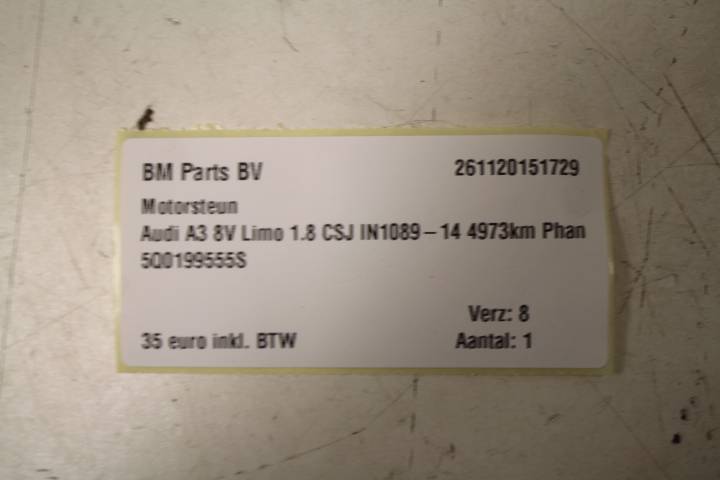 BM Parts BV 261120151729
Motorsteun
Audi A3 8V Limo 1.8 CSJ IN1089-14 4973km Phan
5Q0199555S
Verz: 8
35 euro inkl. BTW Aantal: 1